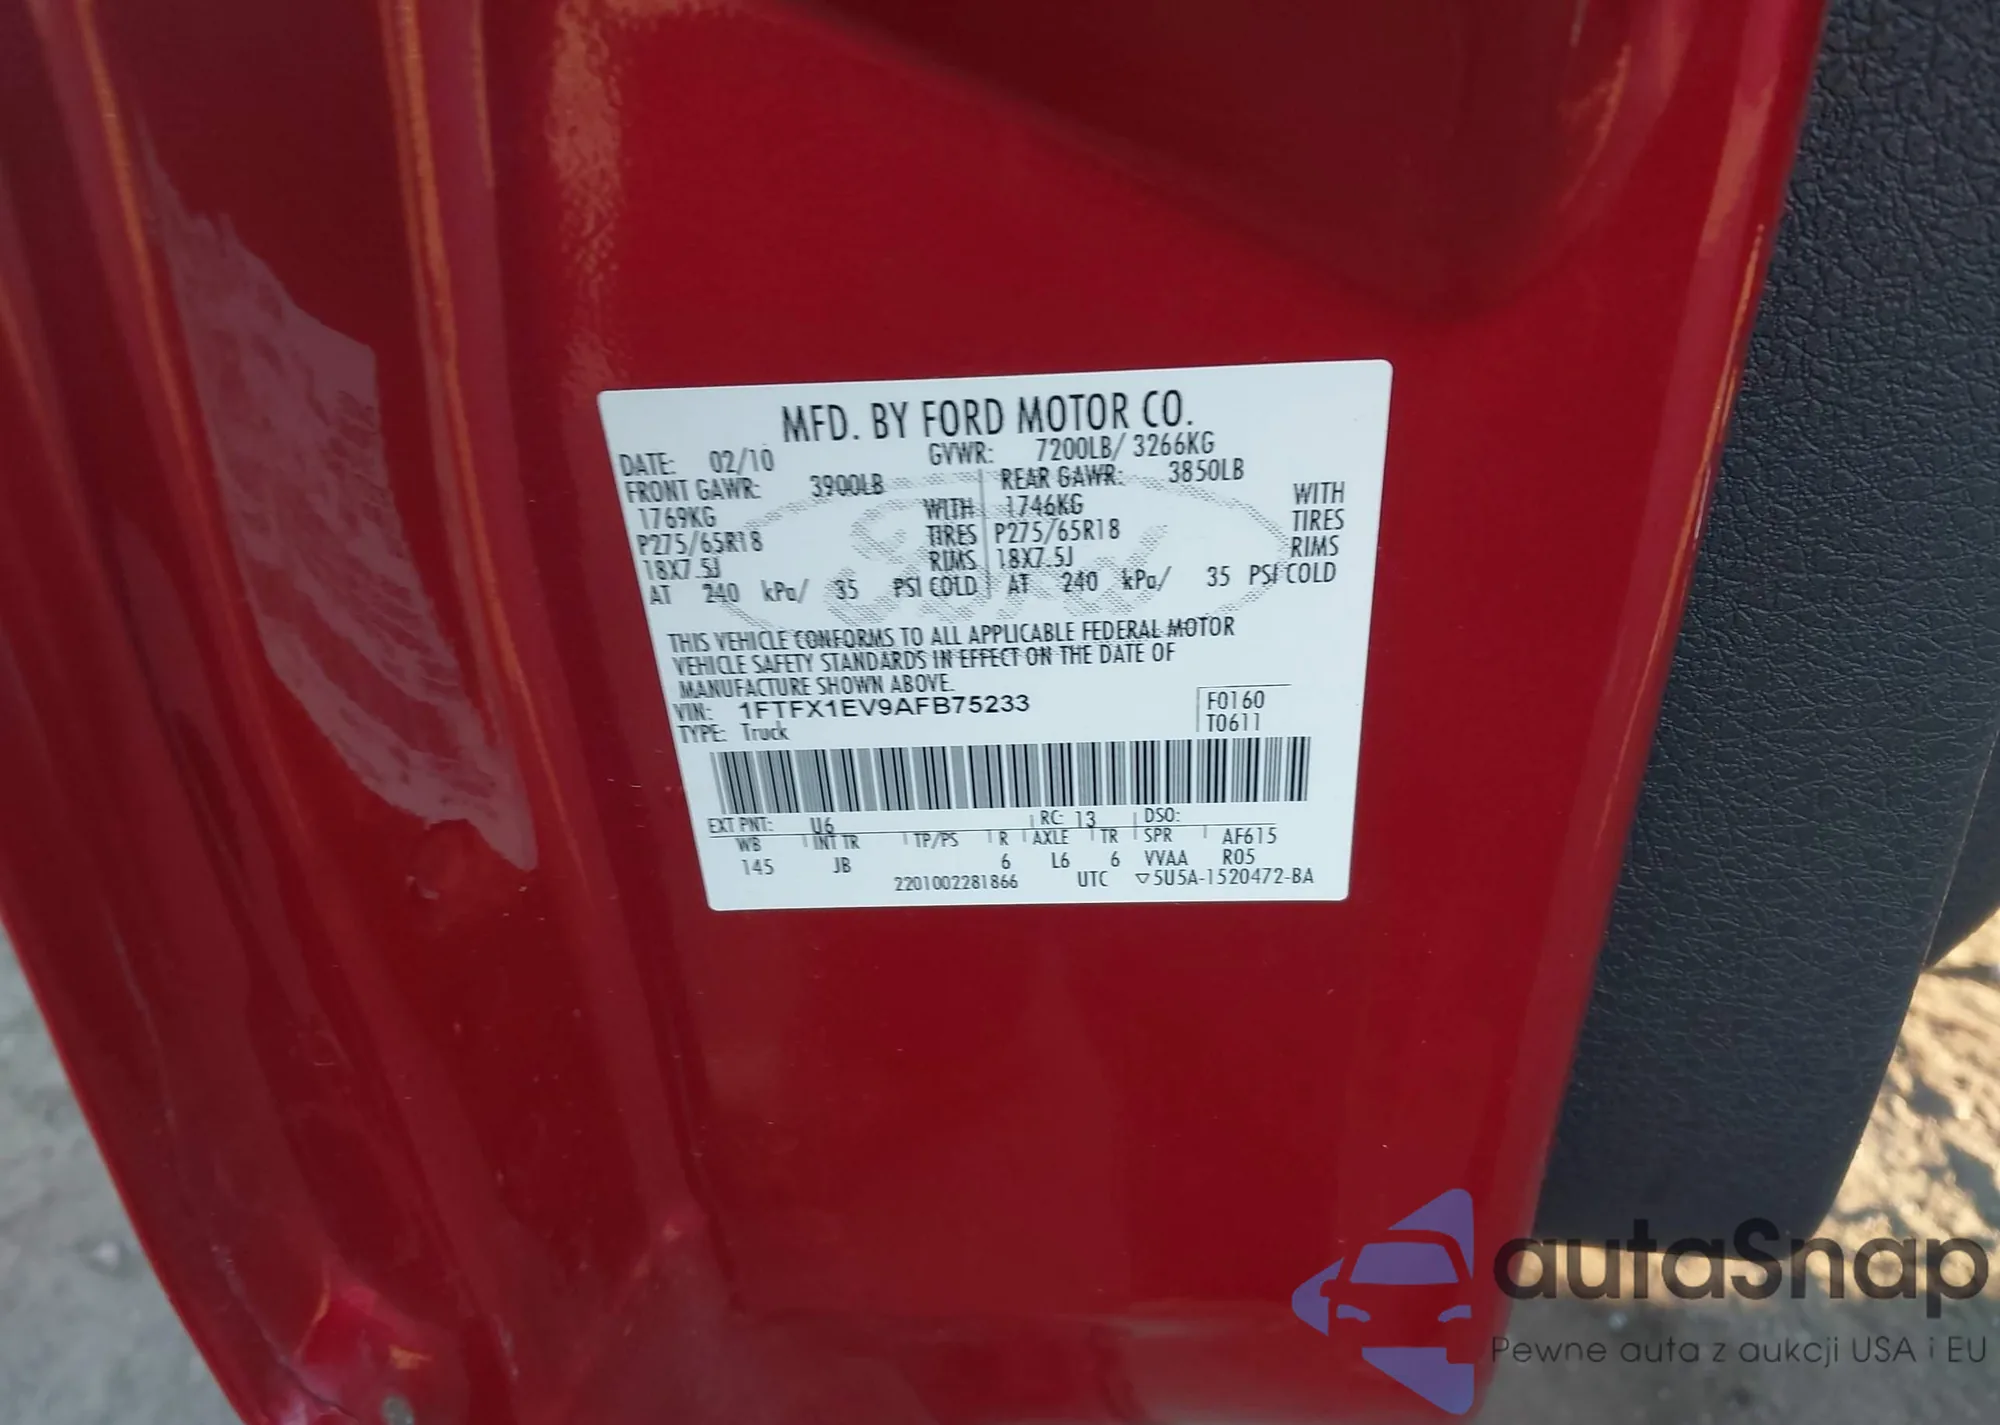 MFD. BY FORD MOTOR CO.
DATE: 02/10 GVWR: 7200LB/ 3266KG
FRONT GAWR: 3900LB REAR GAWR: 3850LB
1769KG WITH 1746KG WITH
P275/65R18 TIRES P275/65R18 TIRES
18X7.5J RIMS 18X7.5J RIMS
AT 240 kPa/ 35 PSI COLD AT 240 kPa/ 35 PSI COLD
THIS VEHICLE CONFORMS TO ALL APPLICABLE FEDERAL MOTOR
VEHICLE SAFETY STANDARDS IN EFFECT ON THE DATE OF
MANUFACTURE SHOWN ABOVE.
VIN: 1FTFX1EV9AFB75233 F0160
TYPE: Truck T0611
EXT PNT: U6 RC: 13 DSO:
WB INT TR TP/PS R AXLE TR SPR AF615
145 JB 6 L6 6 VVAA R05
2201002281866 UTC ▽5U5A-1520472-BA
autaSnap
Pewne auta z aukcji USA i EU